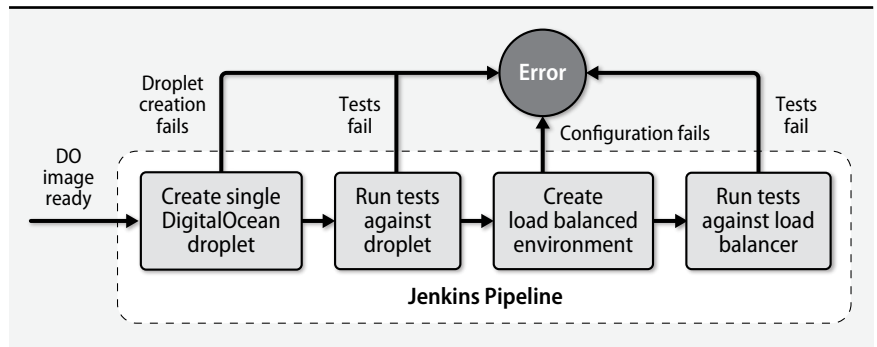 Droplet
creation
fails
Tests
fail
Error
Configuration fails
Tests
fail
DO
image
ready
Create single
DigitalOcean
droplet
Run tests
against
droplet
Create
load balanced
environment
Run tests
against load
balancer
Jenkins Pipeline